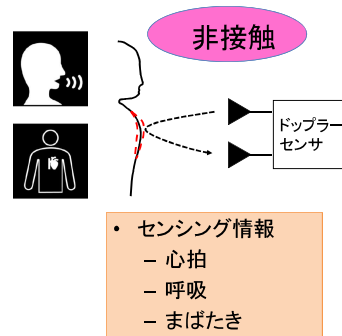 非接触
ドップラー
センサ
• センシング情報
– 心拍
– 呼吸
– まばたき